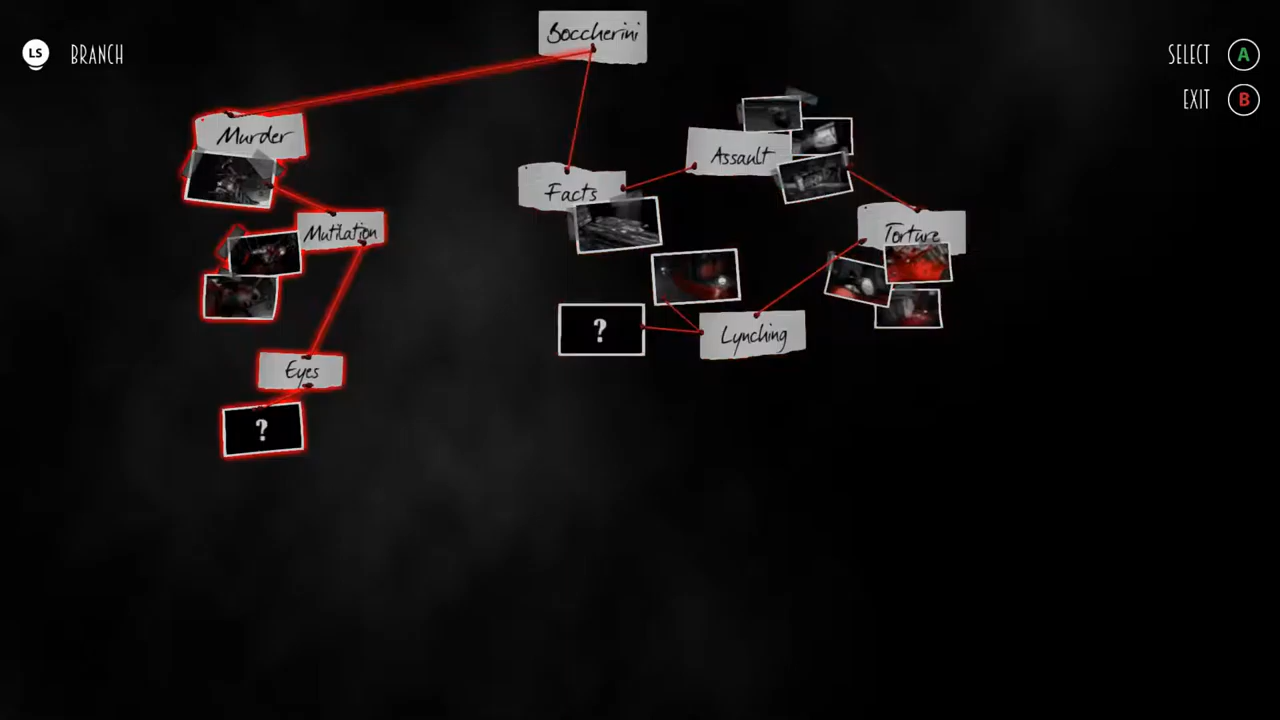 Boccherini
LS BRANCH
SELECT A
EXIT B
Murder
Assault
Facts
Mutilation
Torture
?
Lynching
Eyes
?